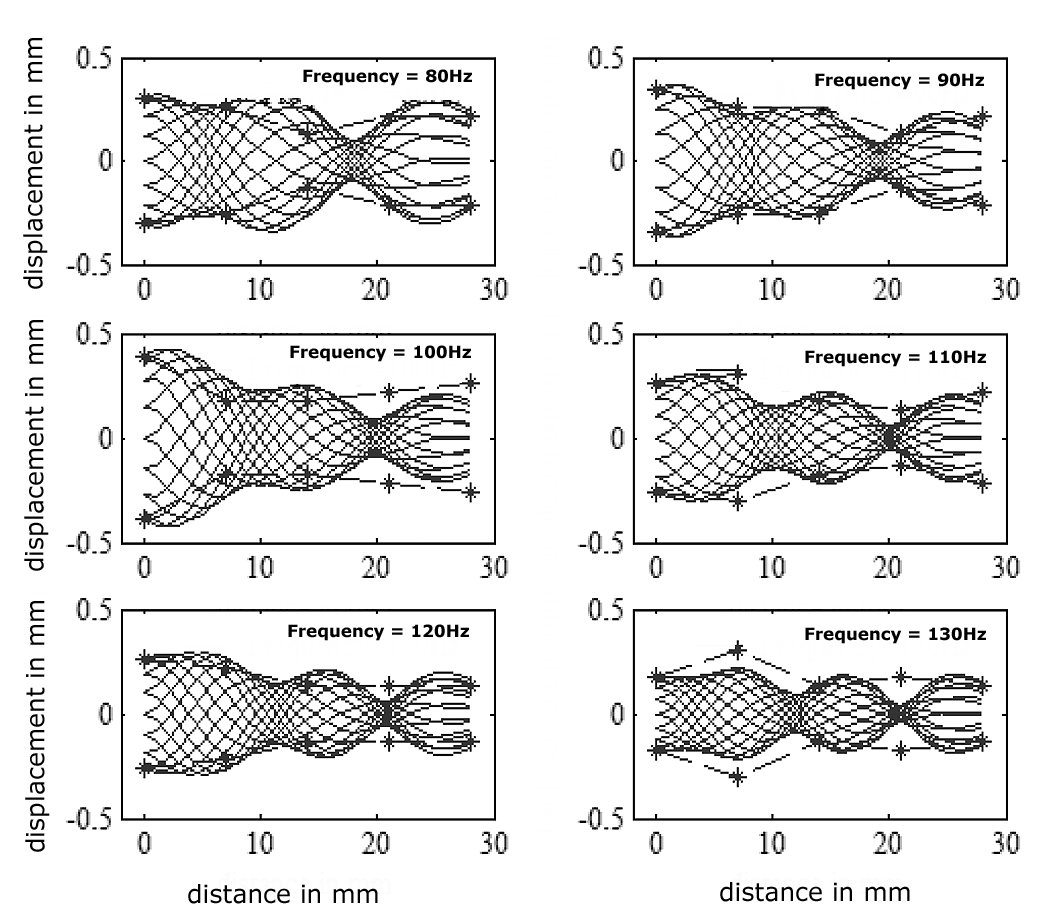 displacement in mm
0.5
0
-0.5
Frequency = 80Hz
0 10 20 30
0.5
0
-0.5
Frequency = 90Hz
0 10 20 30
displacement in mm
0.5
0
-0.5
Frequency = 100Hz
0 10 20 30
0.5
0
-0.5
Frequency = 110Hz
0 10 20 30
displacement in mm
0.5
0
-0.5
Frequency = 120Hz
0 10 20 30
0.5
0
-0.5
Frequency = 130Hz
0 10 20 30
distance in mm
distance in mm